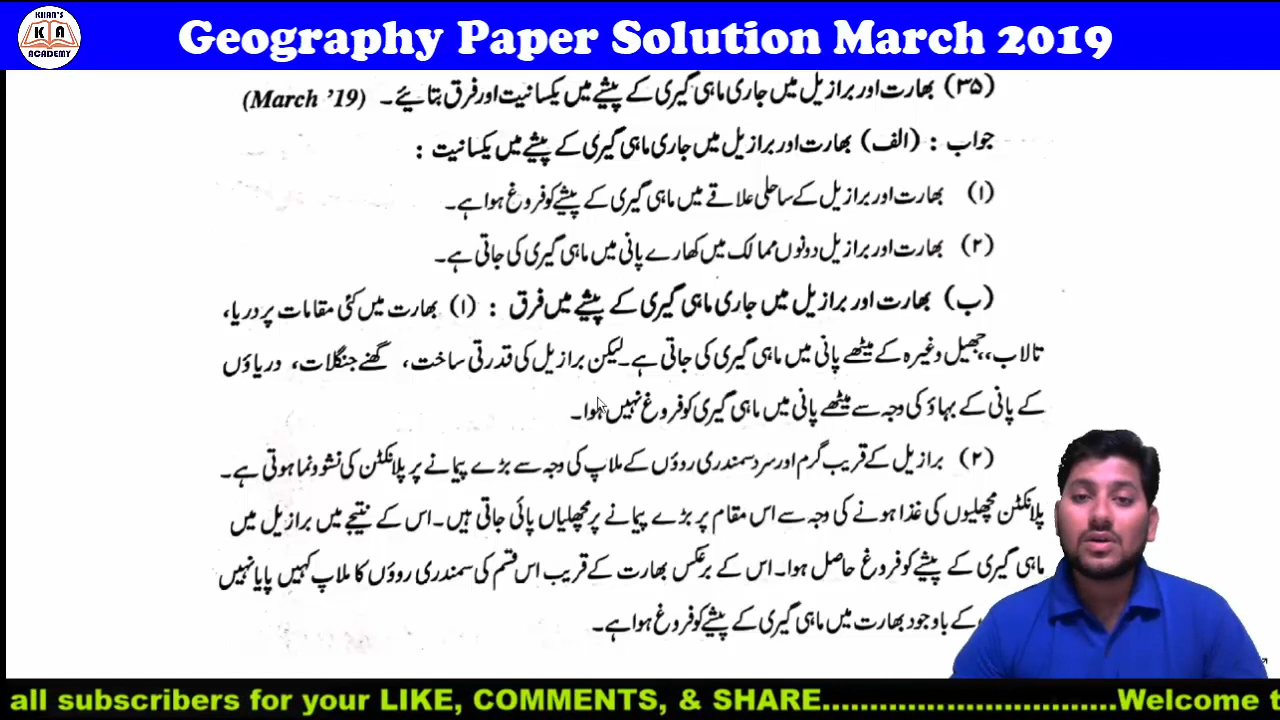 KHAN'S
K A
ACADEMY
Geography Paper Solution March 2019
(۳۵) بھارت اور برازیل میں جاری ماہی گیری کے پیشے میں یکسانیت اور فرق بتائیے۔ (March '19)
جواب : (الف) بھارت اور برازیل میں جاری ماہی گیری کے پیشے میں یکسانیت :
(۱) بھارت اور برازیل کے ساحلی علاقے میں ماہی گیری کے پیشے کو فروغ ہوا ہے۔
(۲) بھارت اور برازیل دونوں ممالک میں کھارے پانی میں ماہی گیری کی جاتی ہے۔
(ب) بھارت اور برازیل میں جاری ماہی گیری کے پیشے میں فرق : (۱) بھارت میں کئی مقامات پر دریا،
تالاب،،جھیل وغیرہ کے میٹھے پانی میں ماہی گیری کی جاتی ہے۔لیکن برازیل کی قدرتی ساخت، گھنے جنگلات، دریاؤں
کے پانی کے بہاؤ کی وجہ سے میٹھے پانی میں ماہی گیری کو فروغ نہیں ہوا۔
(۲) برازیل کے قریب گرم اور سرد سمندری روؤں کے ملاپ کی وجہ سے بڑے پیمانے پر پلانکٹن کی نشوونما ہوتی ہے۔
پلانکٹن مچھلیوں کی غذا ہونے کی وجہ سے اس مقام پر بڑے پیمانے پر مچھلیاں پائی جاتی ہیں۔اس کے نتیجے میں برازیل میں
ماہی گیری کے پیشے کو فروغ حاصل ہوا۔اس کے برعکس بھارت کے قریب اس قسم کی سمندری روؤں کا ملاپ کہیں پایا نہیں
کے باوجود بھارت میں ماہی گیری کے پیشے کو فروغ ہوا ہے۔
all subscribers for your LIKE, COMMENTS, & SHARE..................................Welcome t